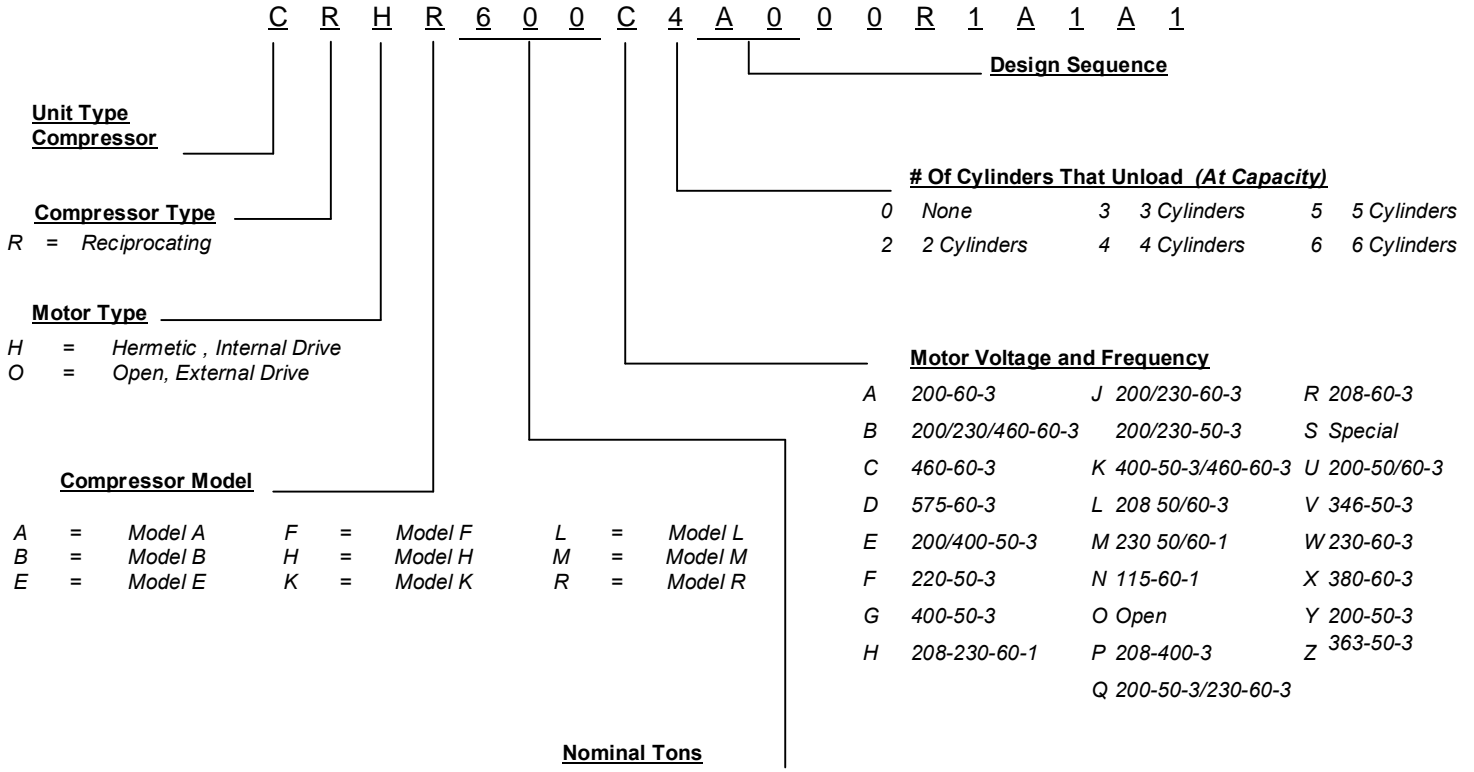 C R H R 6 0 0 C 4 A 0 0 0 R 1 A 1 A 1
Design Sequence
Unit Type
Compressor
# Of Cylinders That Unload (At Capacity)
0 None 3 3 Cylinders 5 5 Cylinders
2 2 Cylinders 4 4 Cylinders 6 6 Cylinders
Compressor Type
R = Reciprocating
Motor Type
H = Hermetic , Internal Drive
O = Open, External Drive
Motor Voltage and Frequency
A 200-60-3 J 200/230-60-3 R 208-60-3
B 200/230/460-60-3 200/230-50-3 S Special
C 460-60-3 K 400-50-3/460-60-3 U 200-50/60-3
D 575-60-3 L 208 50/60-3 V 346-50-3
E 200/400-50-3 M 230 50/60-1 W 230-60-3
F 220-50-3 N 115-60-1 X 380-60-3
G 400-50-3 O Open Y 200-50-3
H 208-230-60-1 P 208-400-3 Z 363-50-3
Q 200-50-3/230-60-3
Compressor Model
A = Model A F = Model F L = Model L
B = Model B H = Model H M = Model M
E = Model E K = Model K R = Model R
Nominal Tons